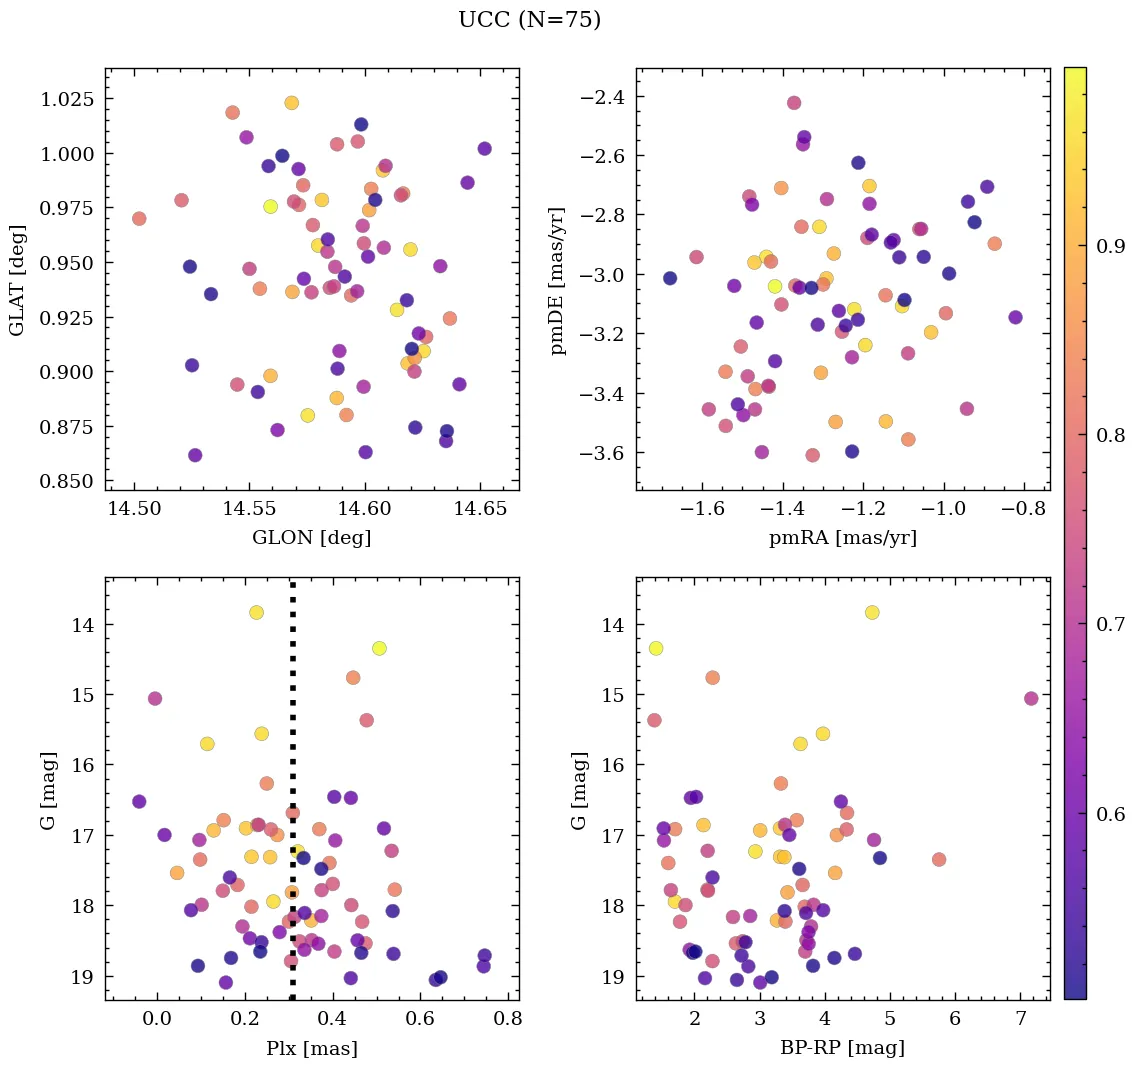 UCC (N=75)
1.025
1.000
0.975
0.950
0.925
0.900
0.875
0.850
GLAT [deg]
14.50 14.55 14.60 14.65
GLON [deg]
−2.4
−2.6
−2.8
−3.0
−3.2
−3.4
−3.6
pmDE [mas/yr]
−1.6 −1.4 −1.2 −1.0 −0.8
pmRA [mas/yr]
14
15
16
17
18
19
G [mag]
0.0 0.2 0.4 0.6 0.8
Plx [mas]
14
15
16
17
18
19
G [mag]
2 3 4 5 6 7
BP-RP [mag]
0.9
0.8
0.7
0.6